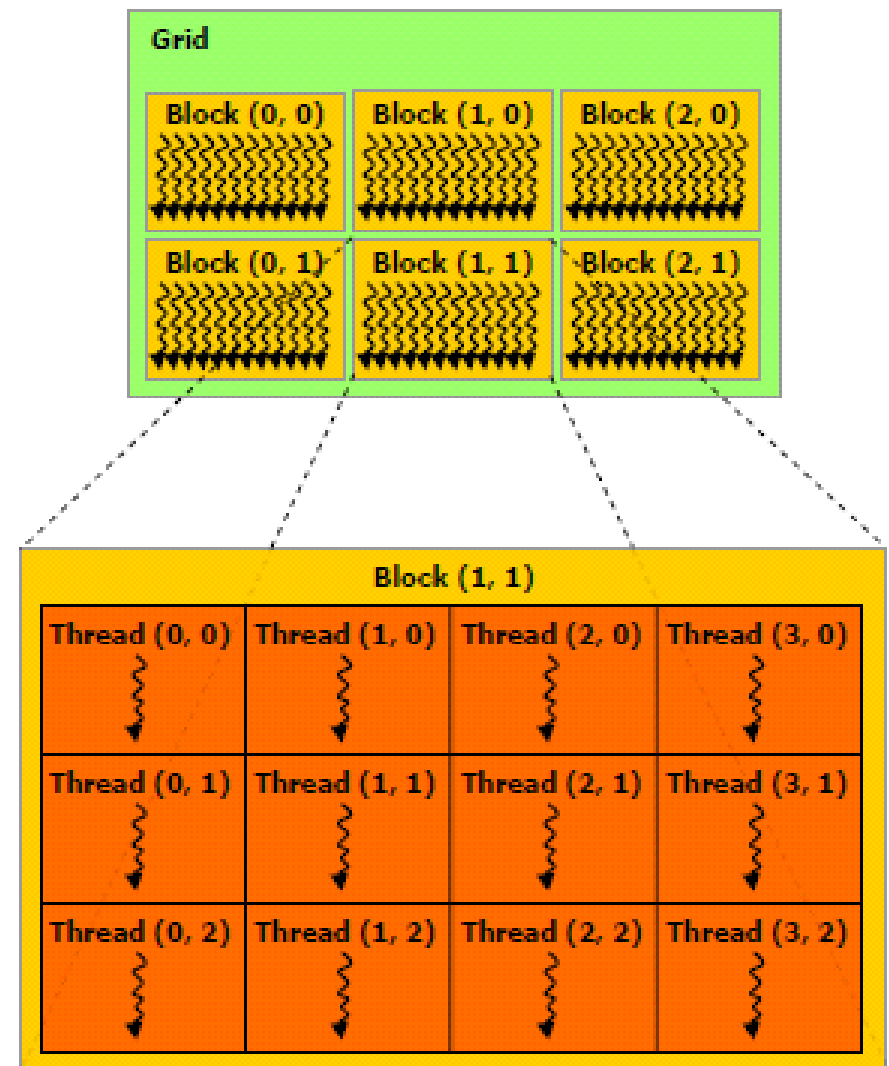 Grid
Block (0, 0) Block (1, 0) Block (2, 0)
Block (0, 1) Block (1, 1) Block (2, 1)
Block (1, 1)
Thread (0, 0) Thread (1, 0) Thread (2, 0) Thread (3, 0)
Thread (0, 1) Thread (1, 1) Thread (2, 1) Thread (3, 1)
Thread (0, 2) Thread (1, 2) Thread (2, 2) Thread (3, 2)